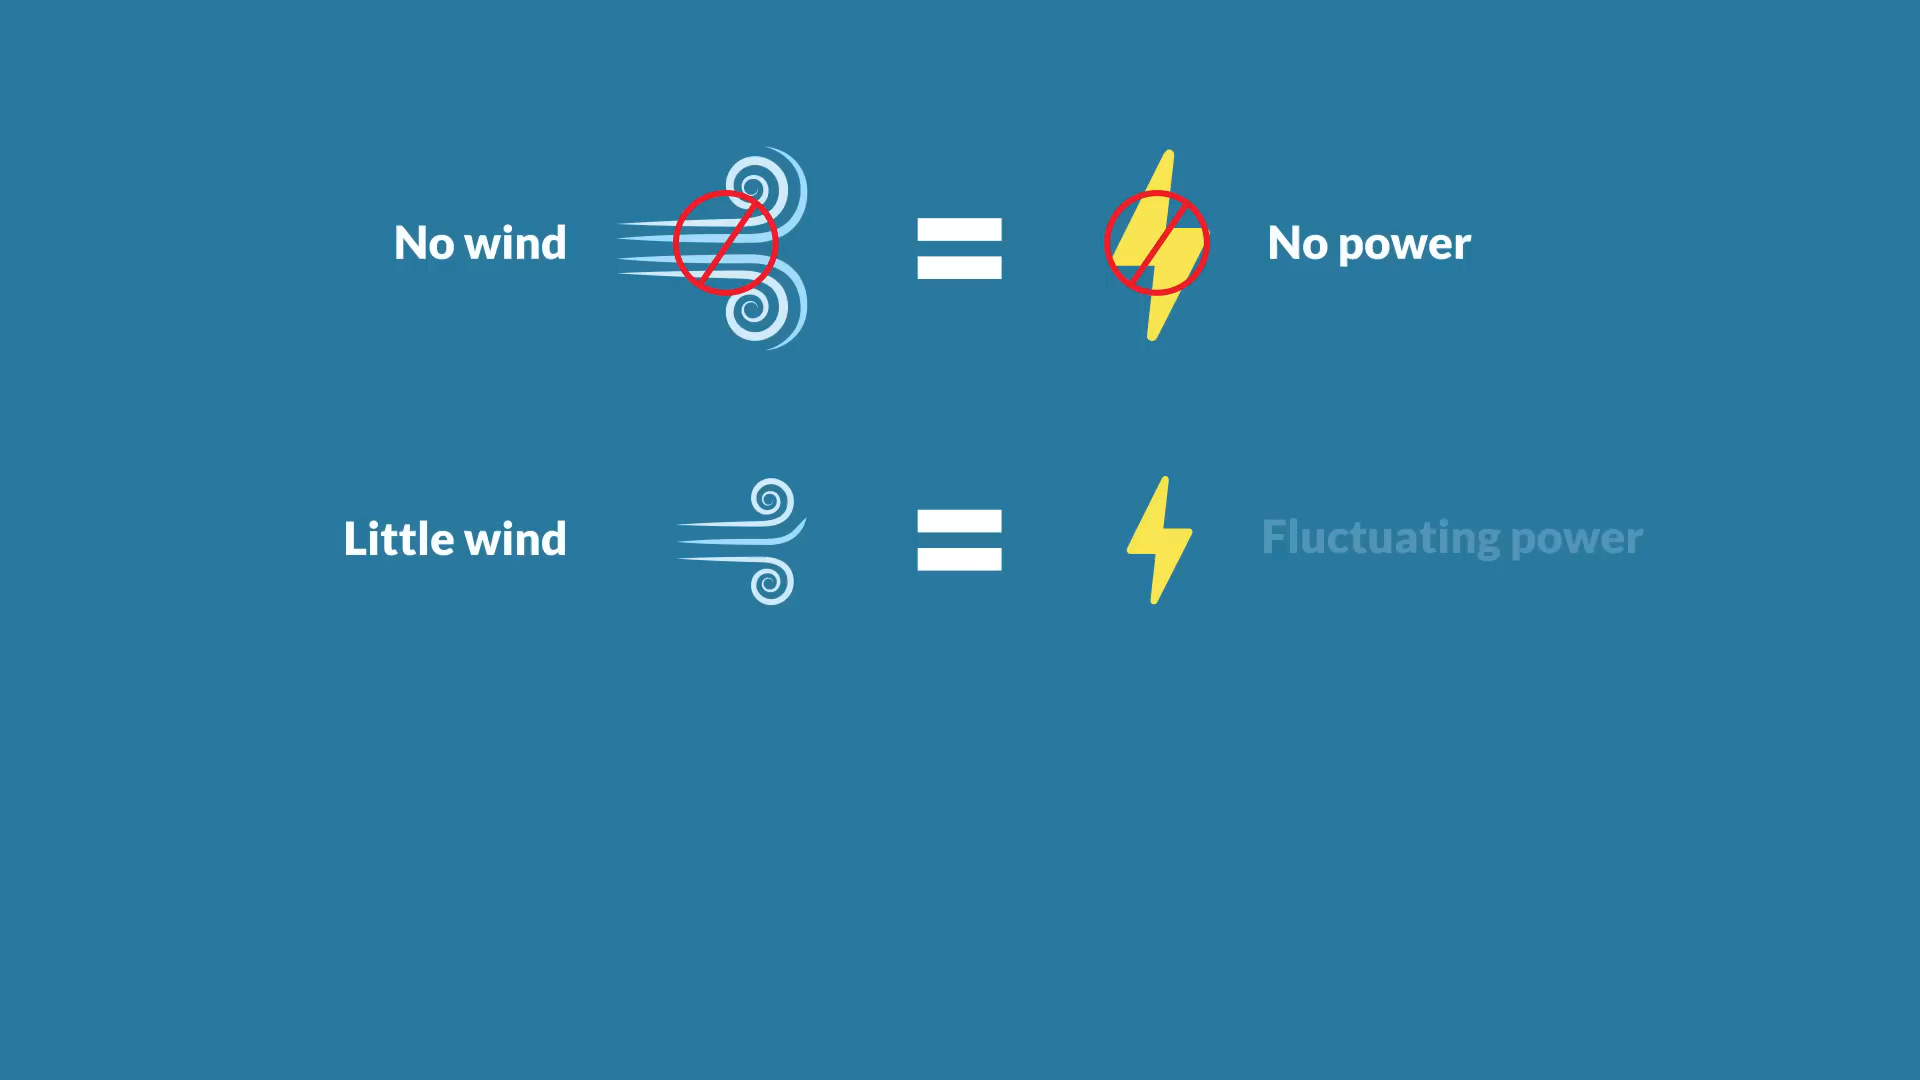 No wind = No power
Little wind = Fluctuating power